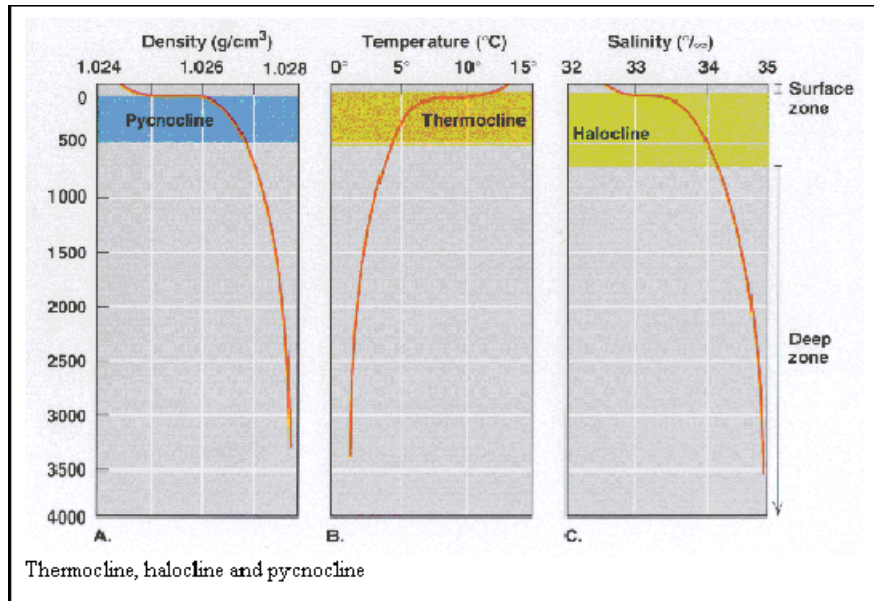 Density (g/cm³) Temperature (°C) Salinity (°/∞)
1.024 1.026 1.028 0° 5° 10° 15° 32 33 34 35
0
500
1000
1500
2000
2500
3000
3500
4000
Pycnocline
Thermocline
Halocline
Surface
zone
Deep
zone
A. B. C.
Thermocline, halocline and pycnocline